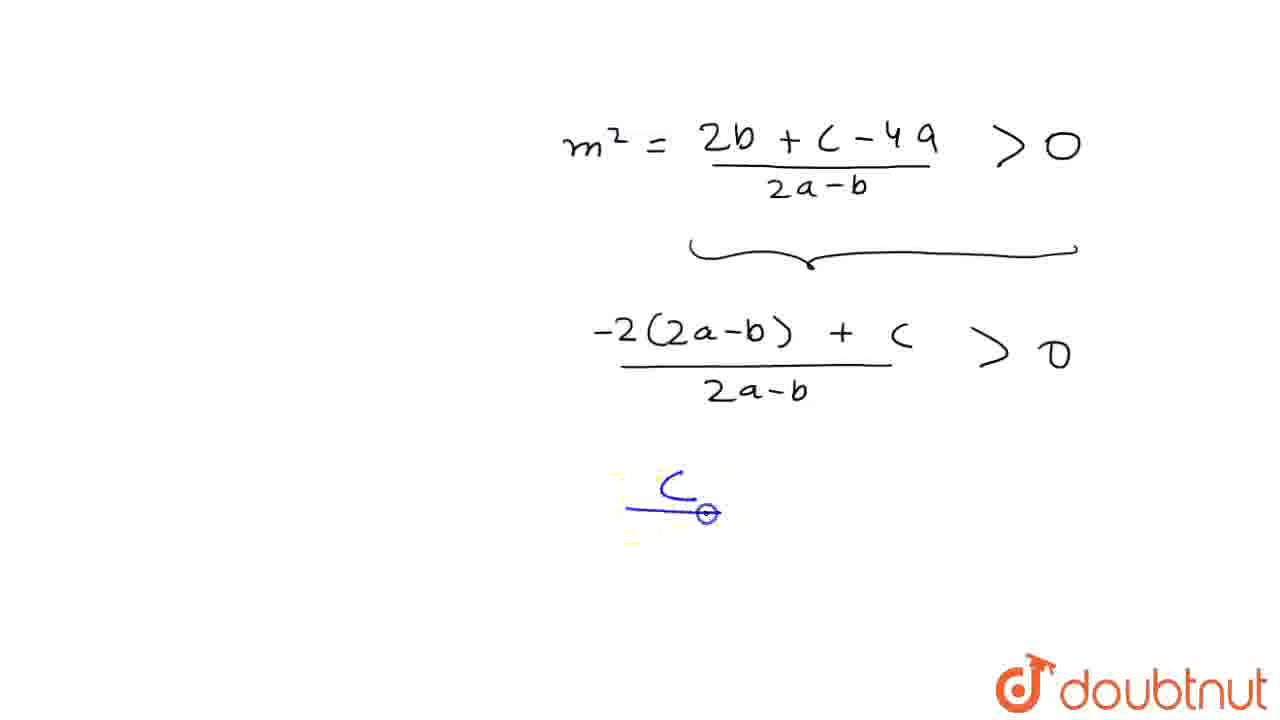 m² = 2b + c - 4a / 2a - b > 0
-2(2a - b) + c / 2a - b > 0
c
doubtnut